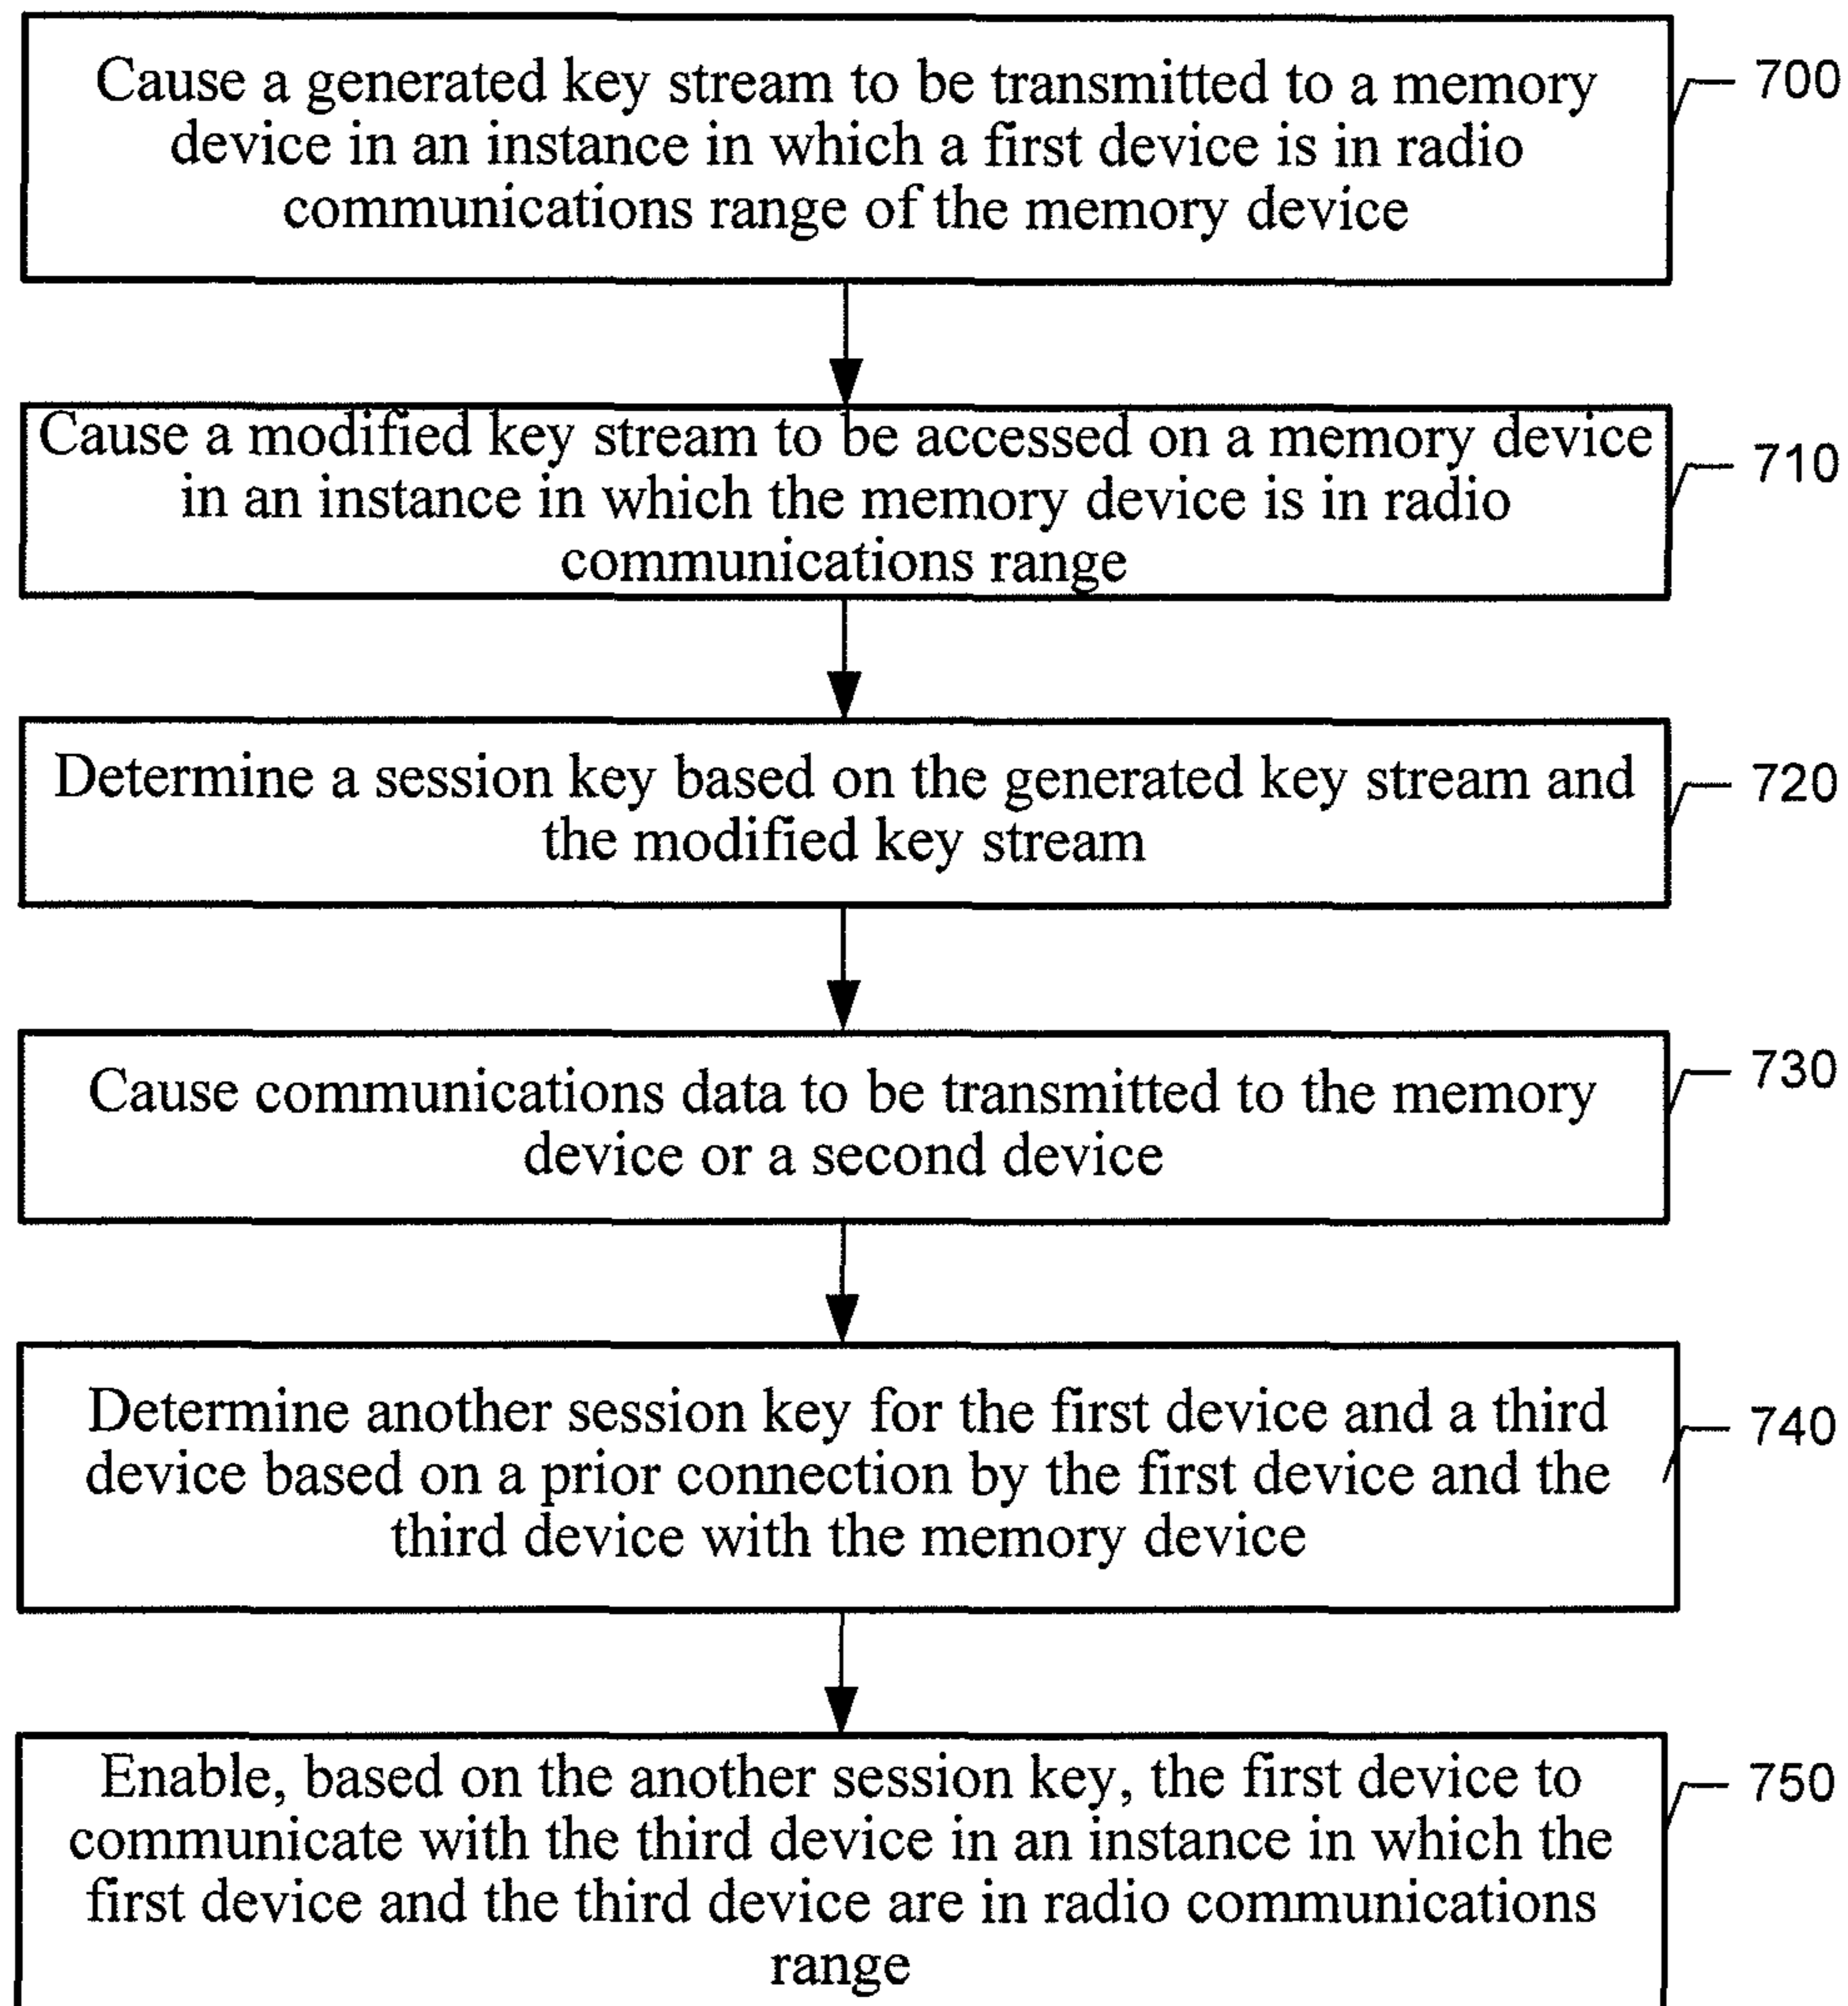 Cause a generated key stream to be transmitted to a memory
device in an instance in which a first device is in radio
communications range of the memory device
700
Cause a modified key stream to be accessed on a memory device
in an instance in which the memory device is in radio
communications range
710
Determine a session key based on the generated key stream and
the modified key stream
720
Cause communications data to be transmitted to the memory
device or a second device
730
Determine another session key for the first device and a third
device based on a prior connection by the first device and the
third device with the memory device
740
Enable, based on the another session key, the first device to
communicate with the third device in an instance in which the
first device and the third device are in radio communications
range
750